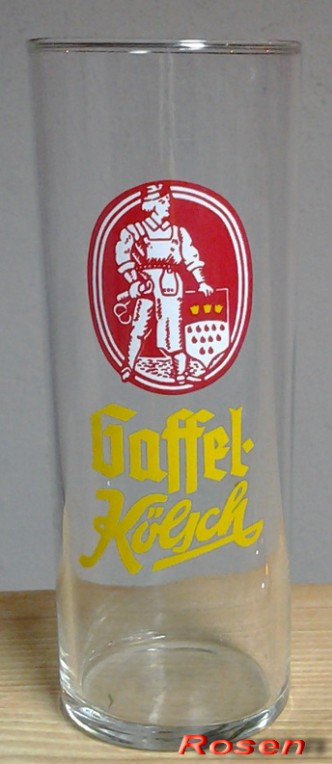 Gaffel-
Kölsch
Rosen